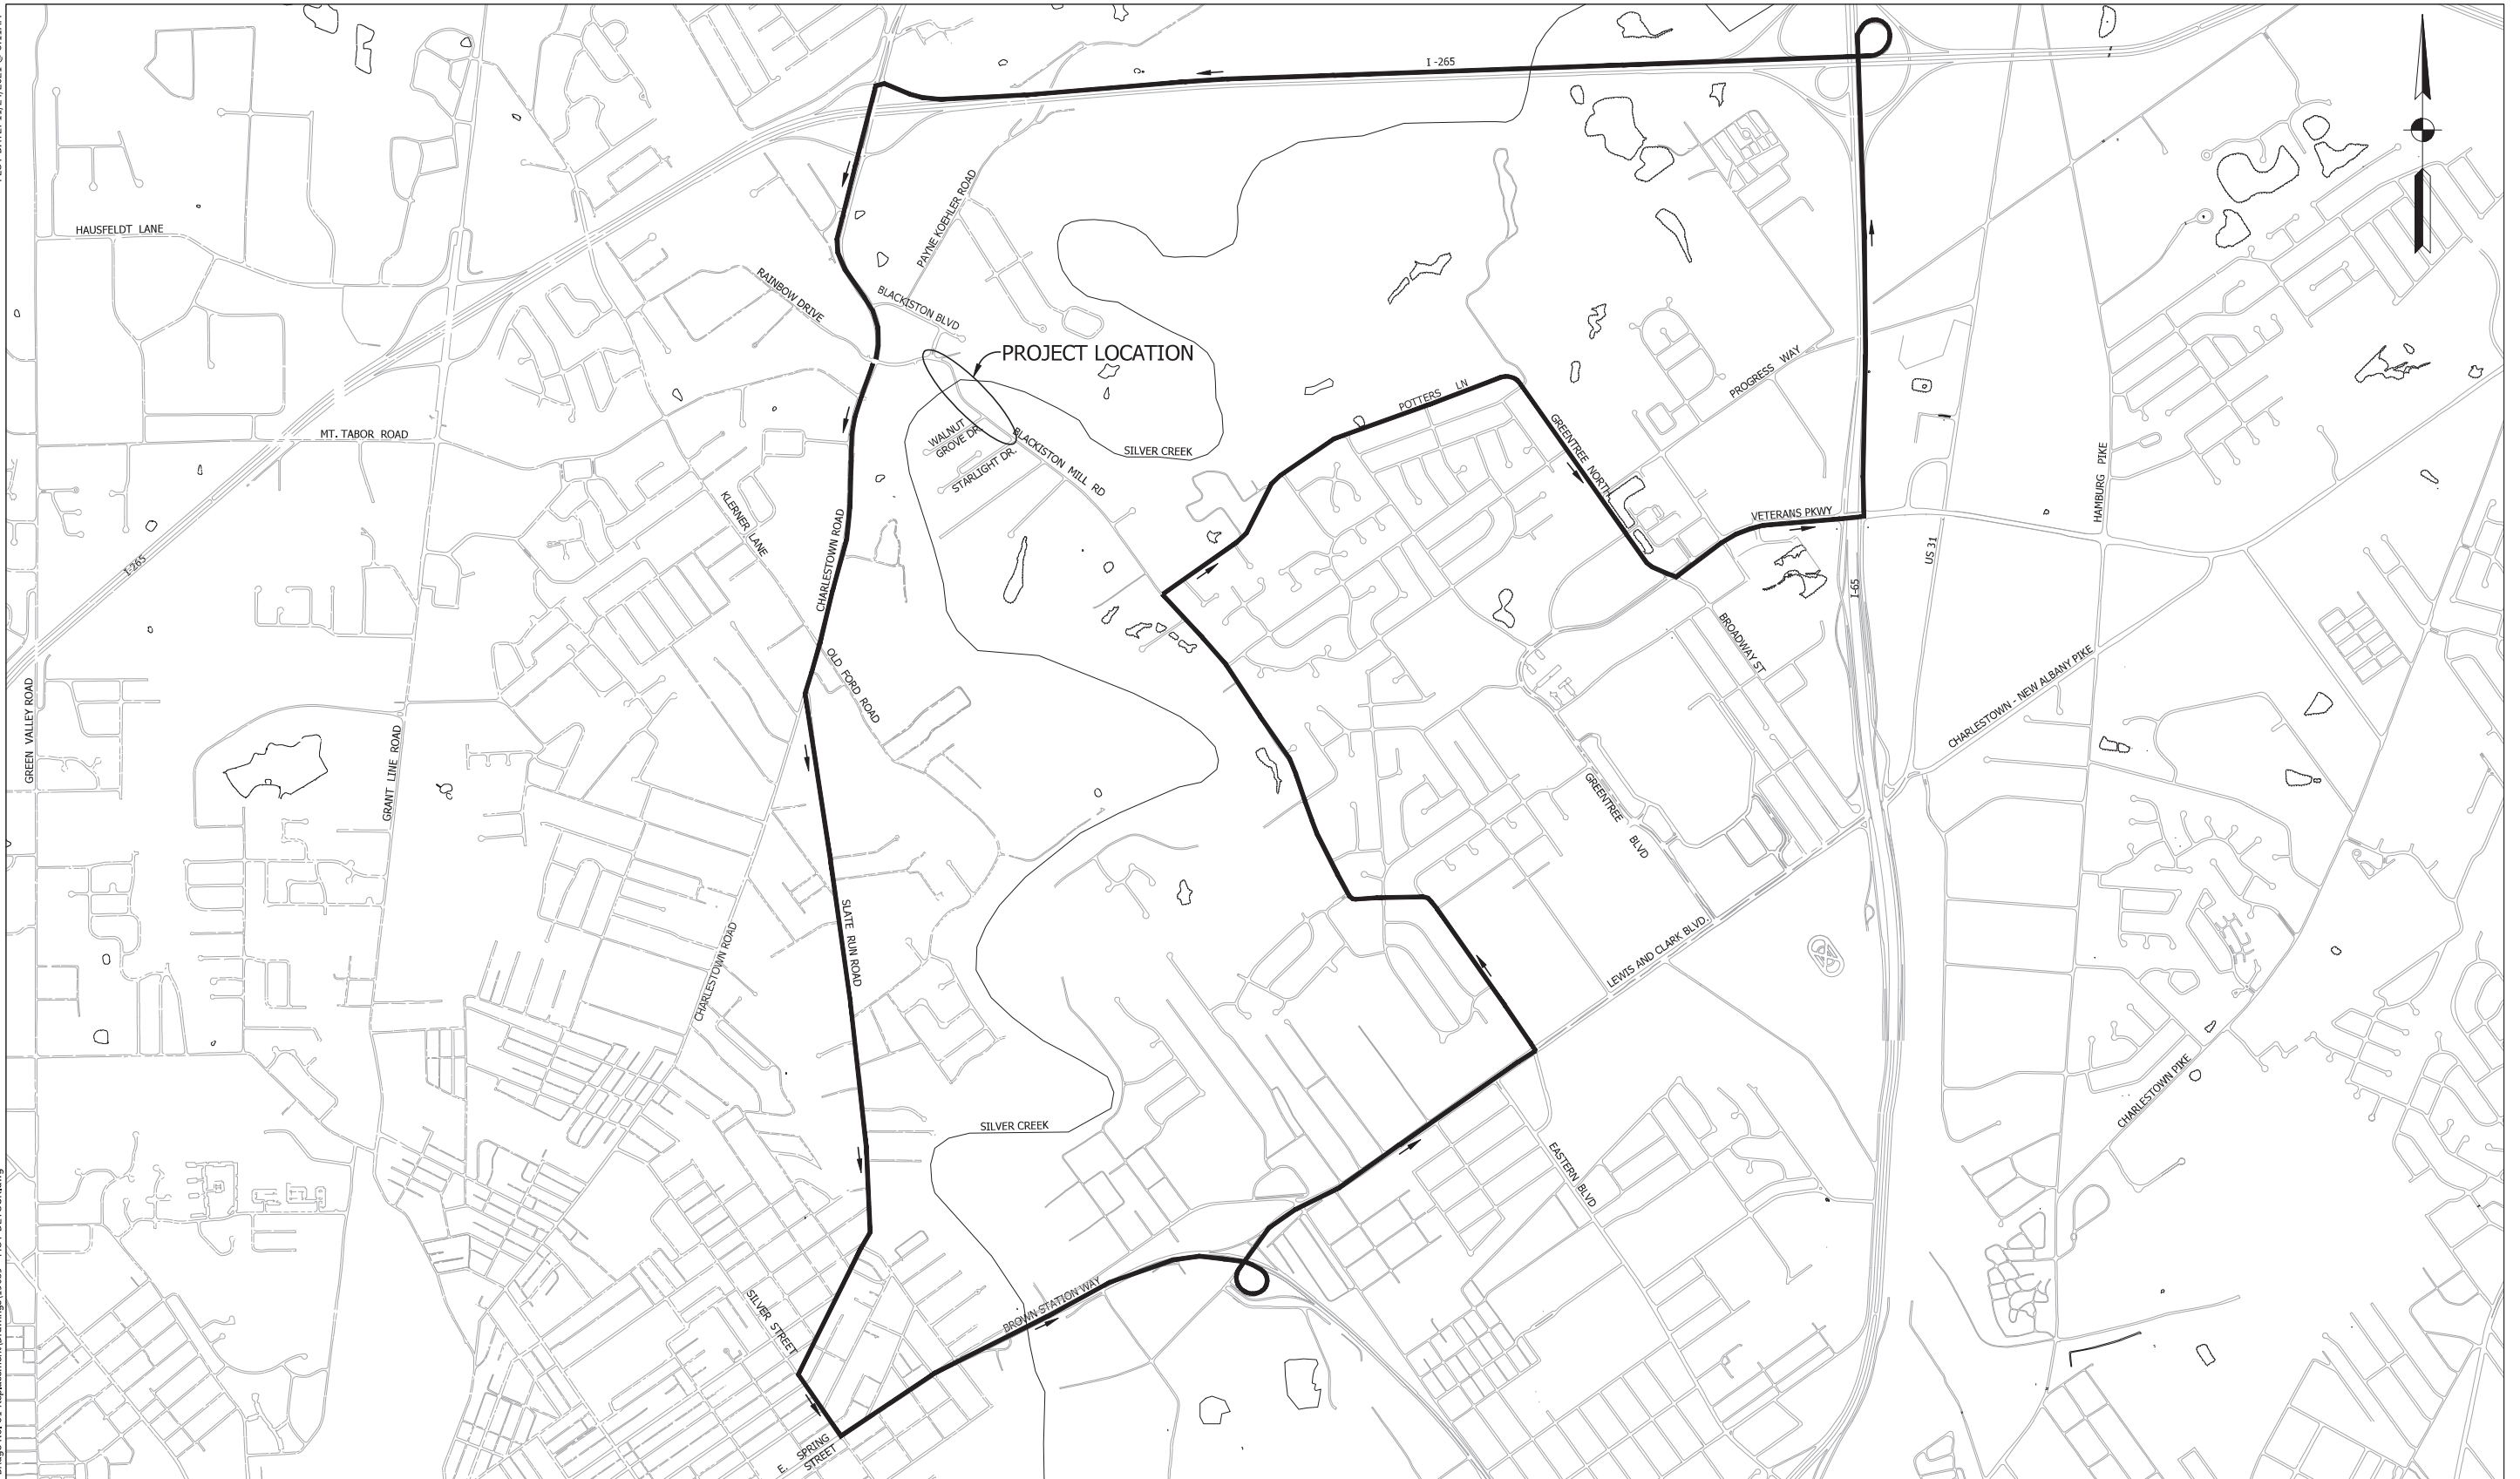 I-265
HAUSFELDT LANE
PAYNE KOEHLER ROAD
RAINBOW DRIVE
BLACKISTON BLVD
PROJECT LOCATION
PROGRESS WAY
POTTERS LN
WALNUT
GROVE DR.
BLACKISTON MILL RD
SILVER CREEK
STARLIGHT DR.
MT. TABOR ROAD
GREENTREE NORTH
HAMBURG PIKE
KLERNER LANE
CHARLESTOWN ROAD
VETERANS PKWY
US 31
I-265
I-65
BROADWAY ST
OLD FORD ROAD
CHARLESTOWN - NEW ALBANY PIKE
GREEN VALLEY ROAD
GRANT LINE ROAD
GREENTREE BLVD
SLATE RUN ROAD
CHARLESTOWN ROAD
LEWIS AND CLARK BLVD.
CHARLESTOWN PIKE
SILVER CREEK
EASTERN BLVD
SILVER STREET
BROWN STATION WAY
E. SPRING
STREET